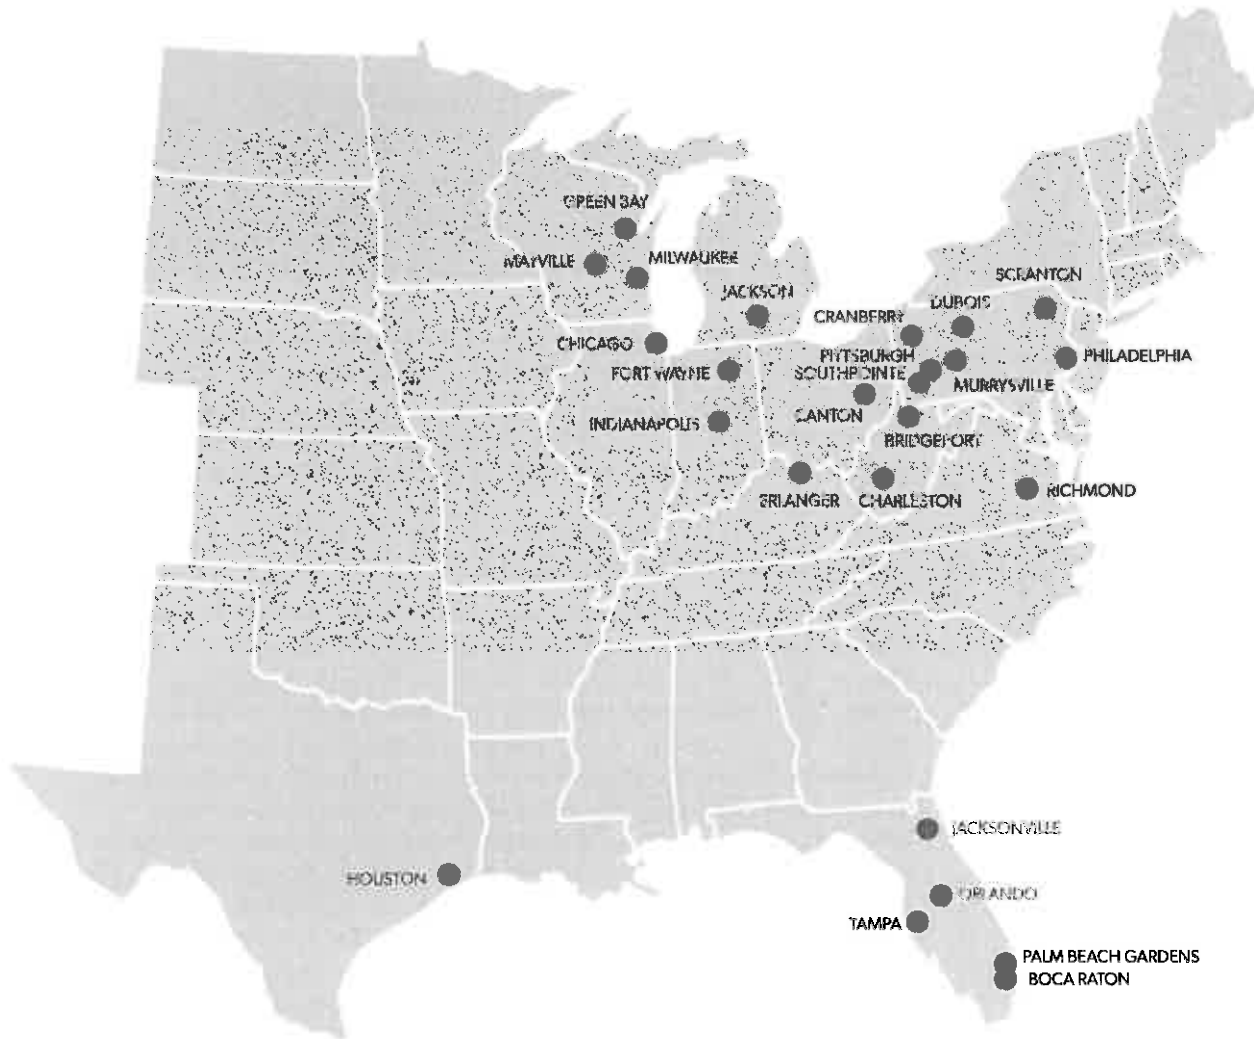 GREEN BAY
MAYVILLE
MILWAUKEE
JACKSON
SCRANTON
DUBOIS
CRANBERRY
CHICAGO
PITTSBURGH
PHILADELPHIA
FORT WAYNE
SOUTHPOINTE
MURRYSVILLE
CANTON
INDIANAPOLIS
BRIDGEPORT
ERLANGER
CHARLESTON
RICHMOND
JACKSONVILLE
HOUSTON
ORLANDO
TAMPA
PALM BEACH GARDENS
BOCA RATON